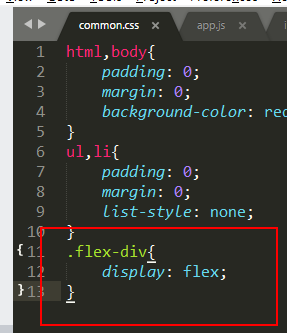 common.css app.js
1 html,body{
2 padding: 0;
3 margin: 0;
4 background-color: rec
5 }
6 ul,li{
7 padding: 0;
8 margin: 0;
9 list-style: none;
10 }
{ 11 .flex-div{
12 display: flex;
} 13 }